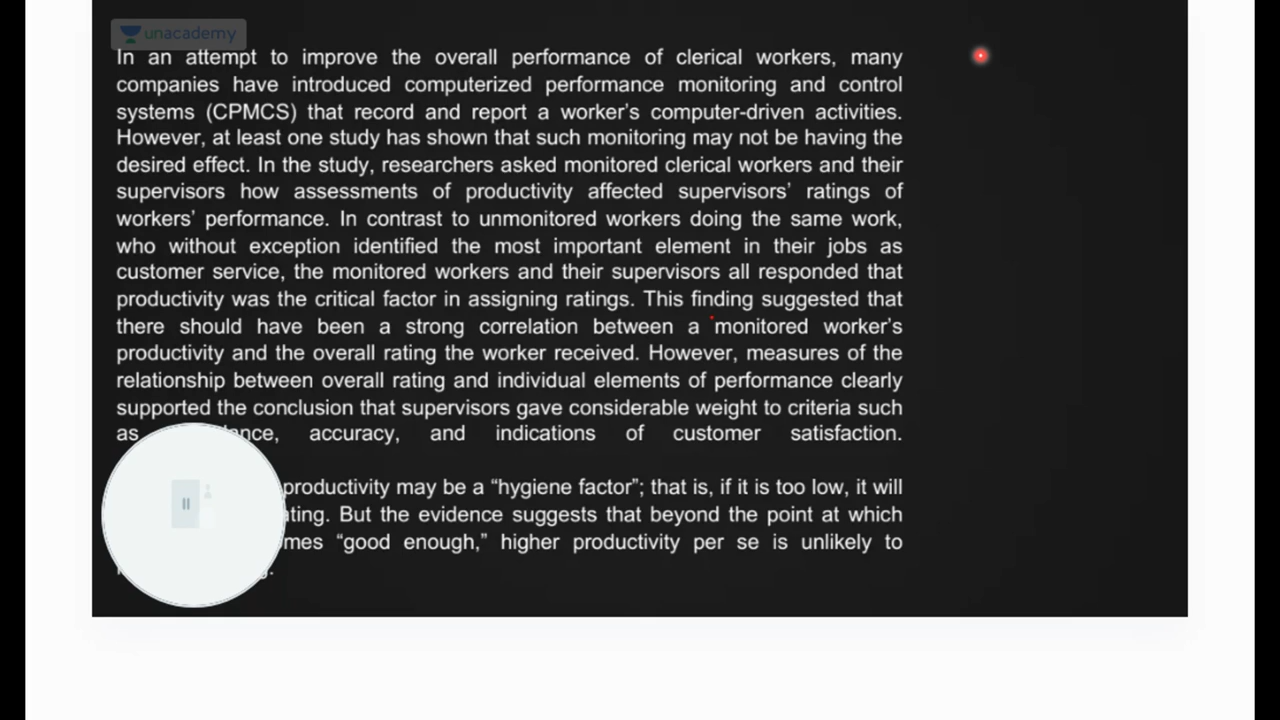 unacademy
In an attempt to improve the overall performance of clerical workers, many
companies have introduced computerized performance monitoring and control
systems (CPMCS) that record and report a worker's computer-driven activities.
However, at least one study has shown that such monitoring may not be having the
desired effect. In the study, researchers asked monitored clerical workers and their
supervisors how assessments of productivity affected supervisors' ratings of
workers' performance. In contrast to unmonitored workers doing the same work,
who without exception identified the most important element in their jobs as
customer service, the monitored workers and their supervisors all responded that
productivity was the critical factor in assigning ratings. This finding suggested that
there should have been a strong correlation between a monitored worker's
productivity and the overall rating the worker received. However, measures of the
relationship between overall rating and individual elements of performance clearly
supported the conclusion that supervisors gave considerable weight to criteria such
as accuracy, and indications of customer satisfaction.
productivity may be a “hygiene factor”; that is, if it is too low, it will
But the evidence suggests that beyond the point at which
“good enough,” higher productivity per se is unlikely to